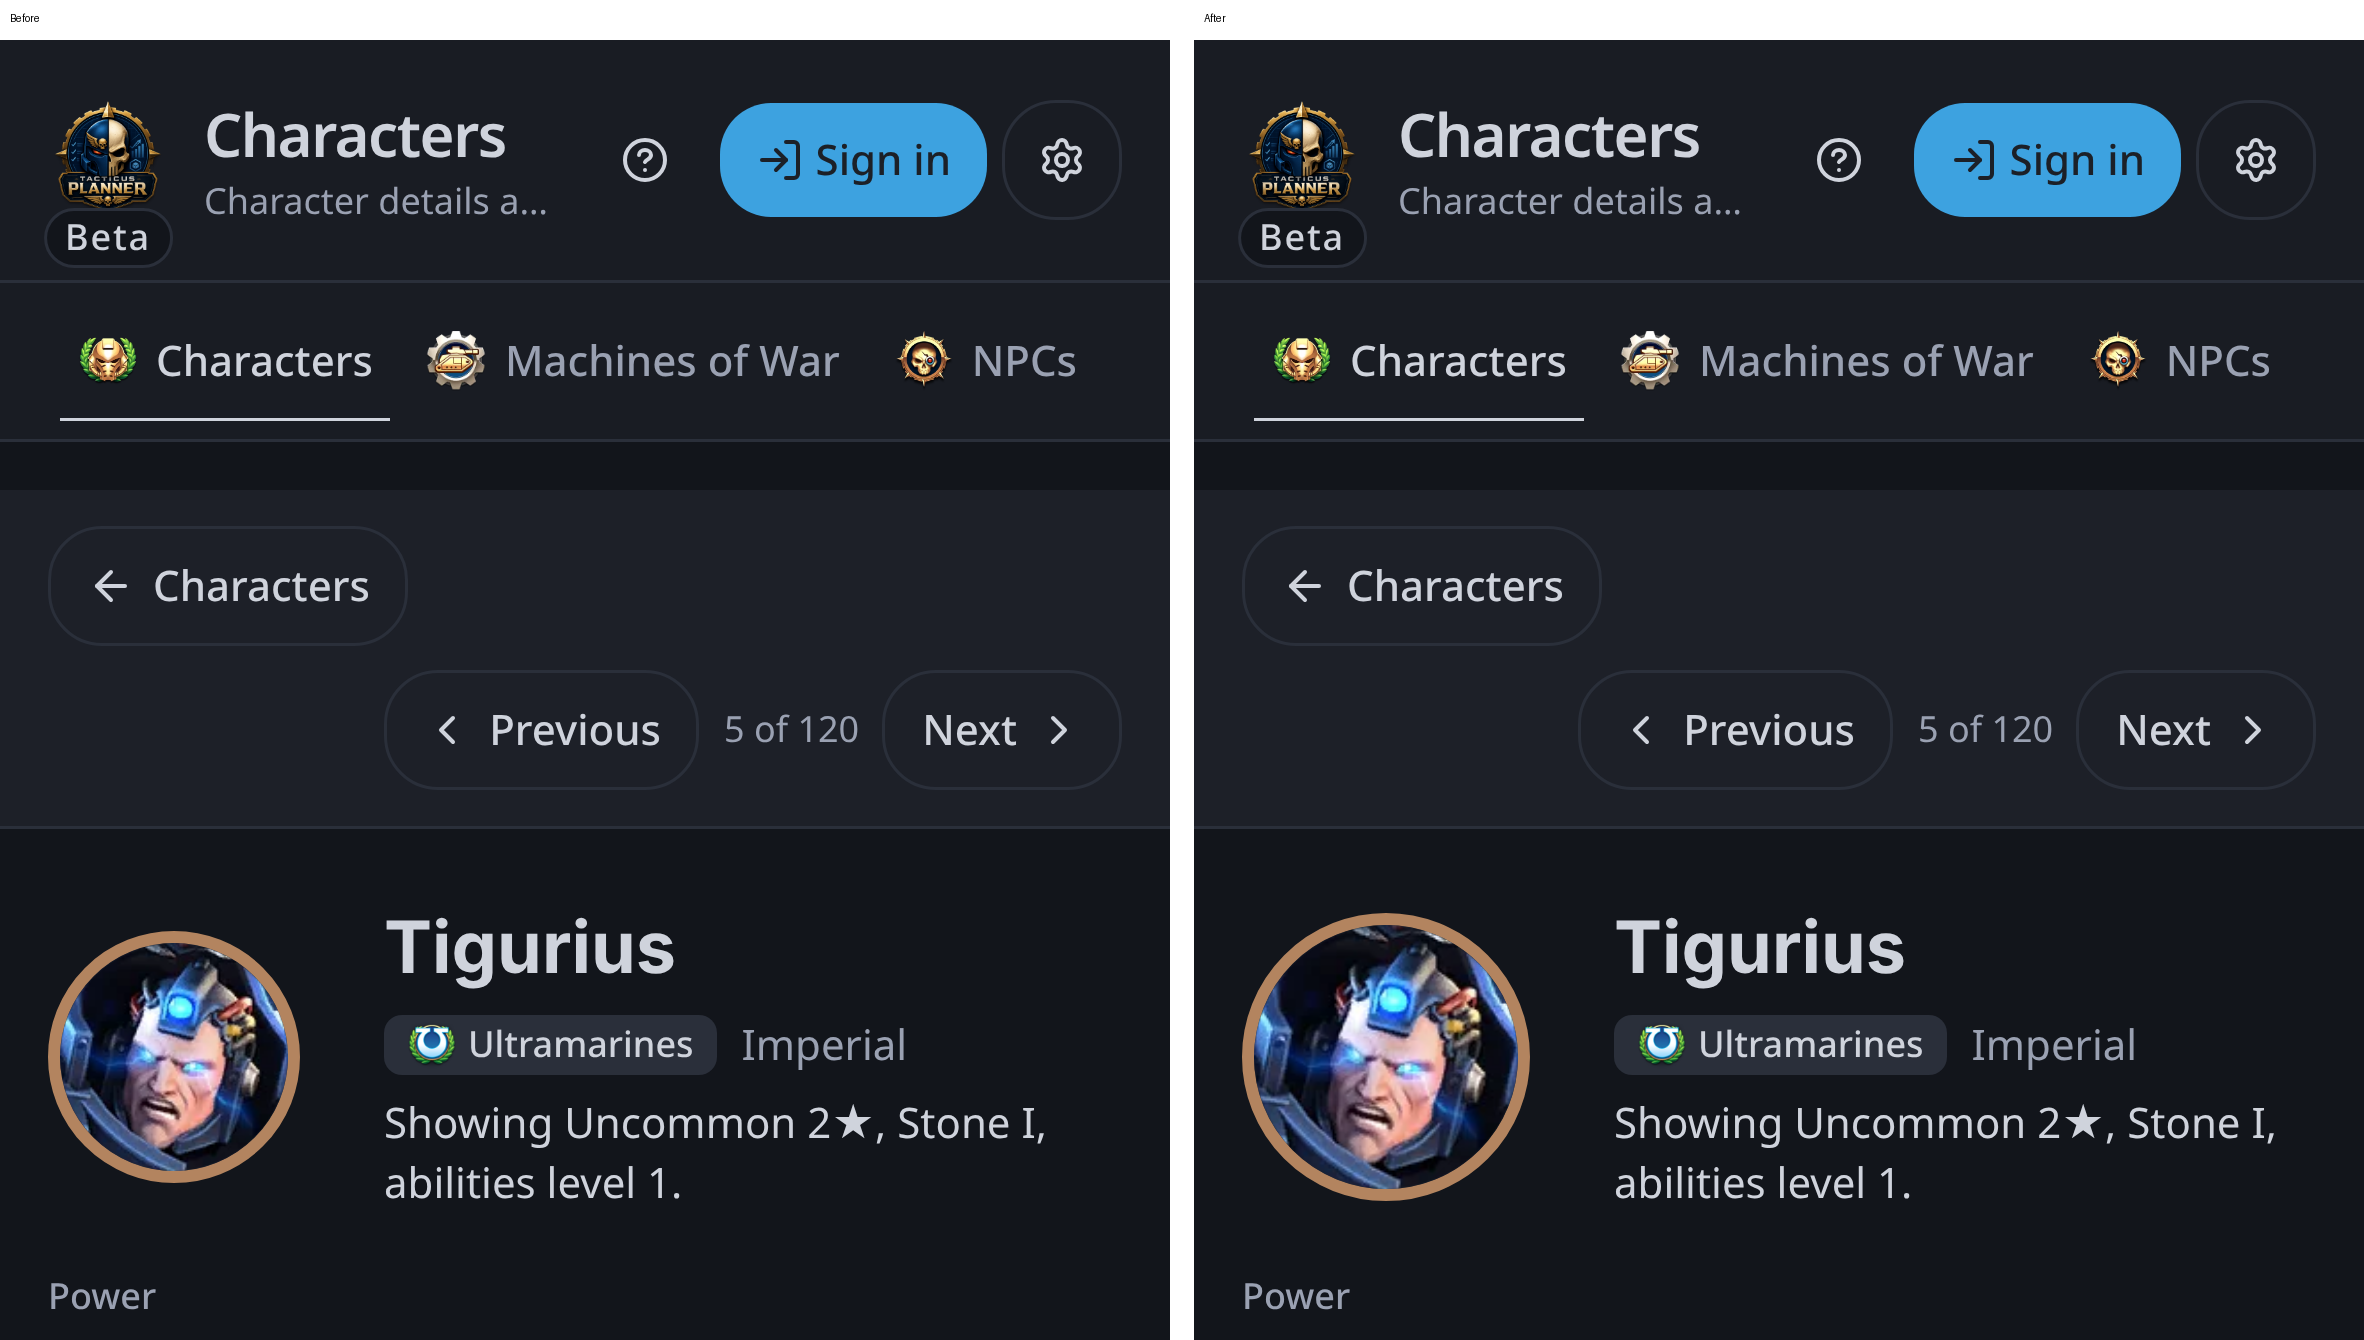 Before
TACTICUS
PLANNER
Beta
Characters
Character details a...
Sign in
Characters
Machines of War
NPCs
Characters
Previous
5 of 120
Next
Tigurius
Ultramarines
Imperial
Showing Uncommon 2★, Stone I,
abilities level 1.
Power
After
TACTICUS
PLANNER
Beta
Characters
Character details a...
Sign in
Characters
Machines of War
NPCs
Characters
Previous
5 of 120
Next
Tigurius
Ultramarines
Imperial
Showing Uncommon 2★, Stone I,
abilities level 1.
Power